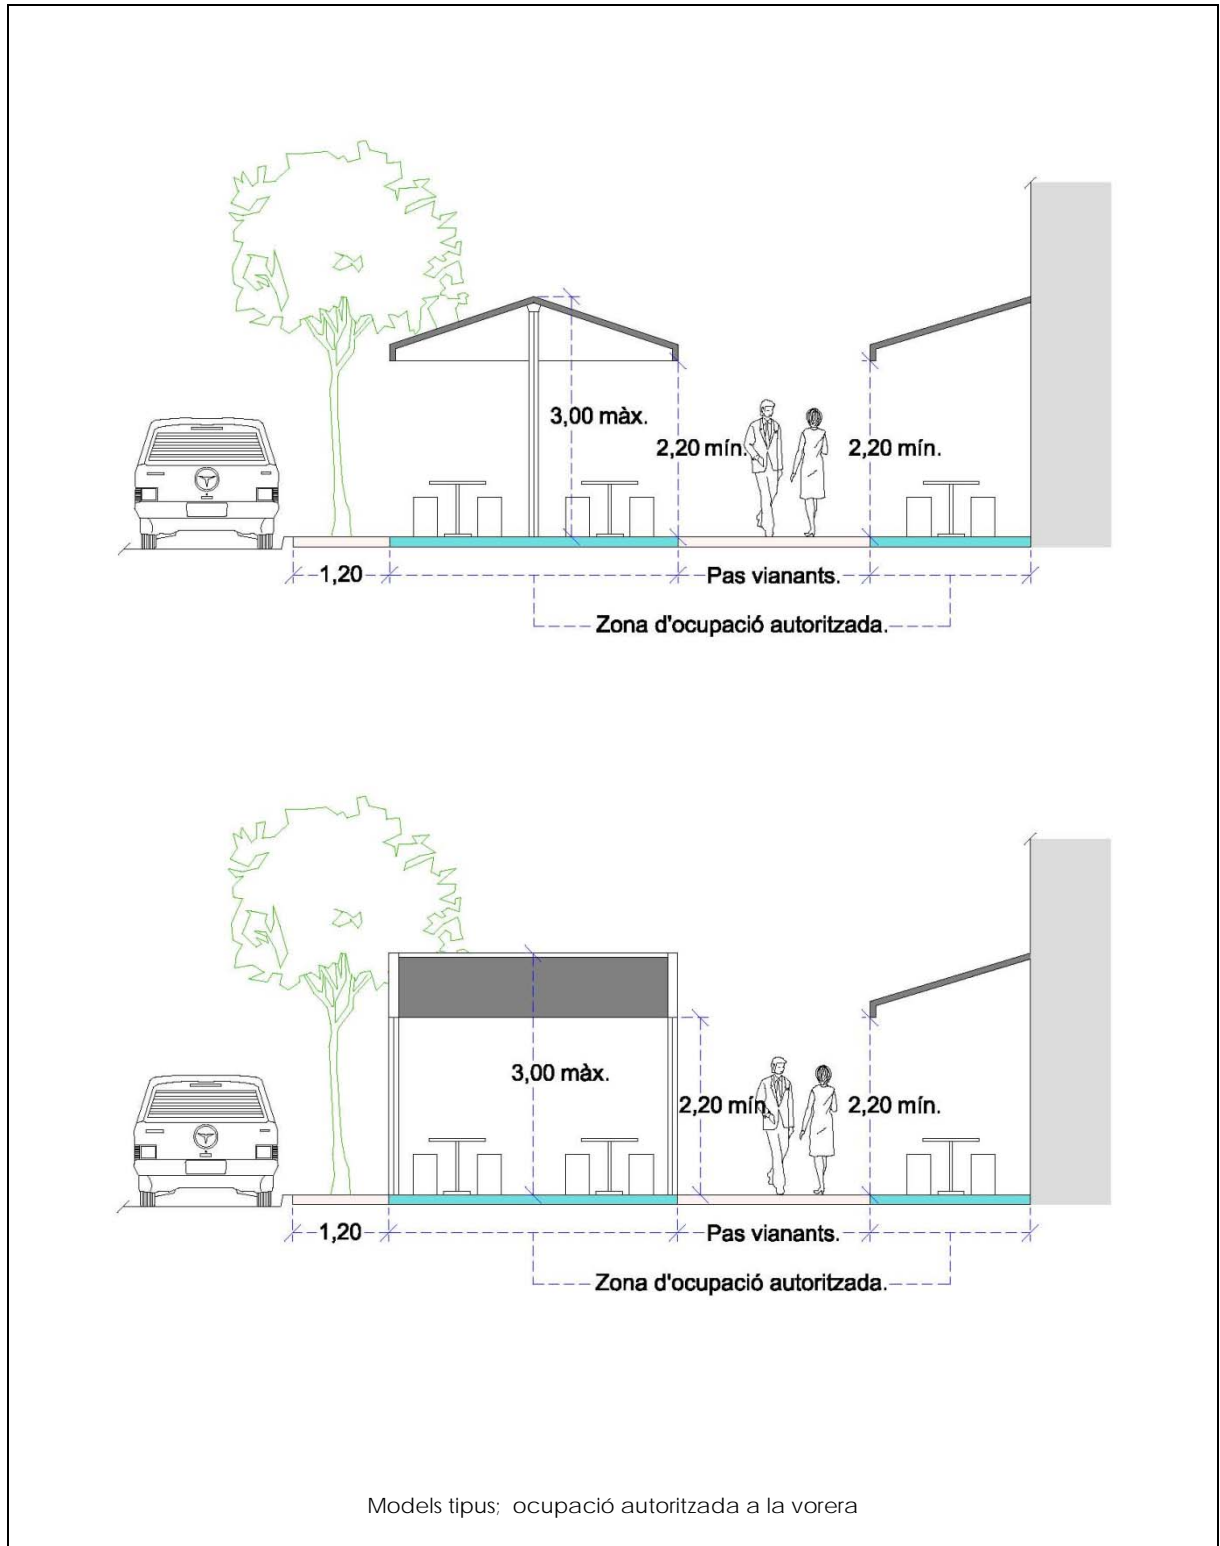 3,00 màx.
2,20 mín.
2,20 mín.
1,20
Pas vianants.
Zona d'ocupació autoritzada.
3,00 màx.
2,20 mín.
2,20 mín.
1,20
Pas vianants.
Zona d'ocupació autoritzada.
Models tipus; ocupació autoritzada a la vorera